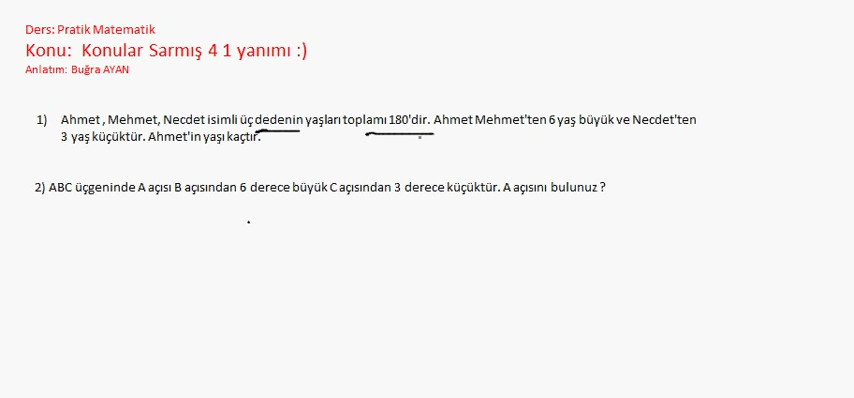 Ders: Pratik Matematik
Konu: Konular Sarmış 4 1 yanımı :)
Anlatım: Buğra AYAN
1) Ahmet, Mehmet, Necdet isimli üç dedenin yaşları toplamı 180'dir. Ahmet Mehmet'ten 6 yaş büyük ve Necdet'ten
3 yaş küçüktür. Ahmet'in yaşı kaçtır.
2) ABC üçgeninde A açısı B açısından 6 derece büyük C açısından 3 derece küçüktür. A açısını bulunuz ?